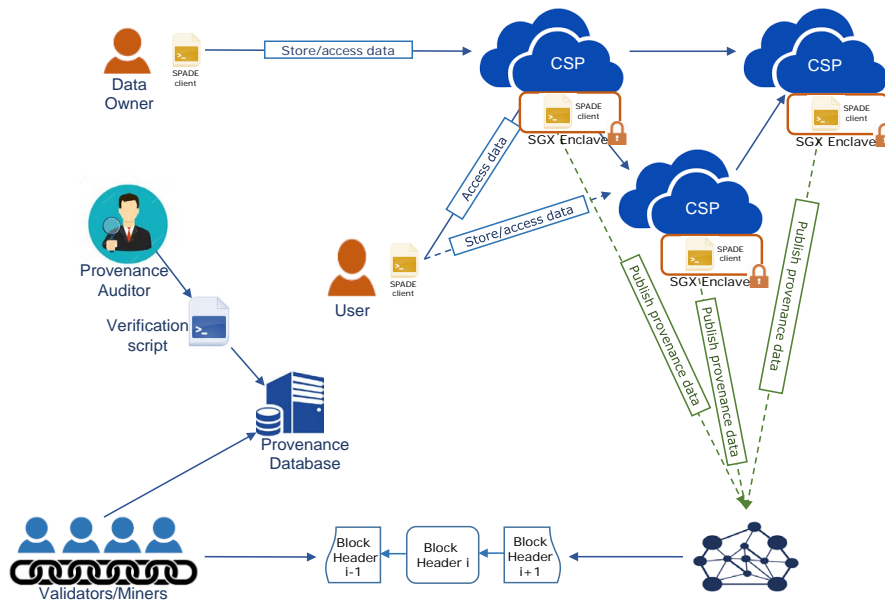 CSP
CSP
Store/access data
SPADE
client
Data
Owner
SPADE
client
SGX Enclave
SPADE
client
SGX Enclave
Access data
Store/access data
CSP
SPADE
client
SGX Enclave
Provenance
Auditor
SPADE
client
User
Publish provenance data
Publish provenance data
Publish provenance data
Verification
script
Provenance
Database
Block
Header
i-1
Block
Header i
Block
Header
i+1
Validators/Miners